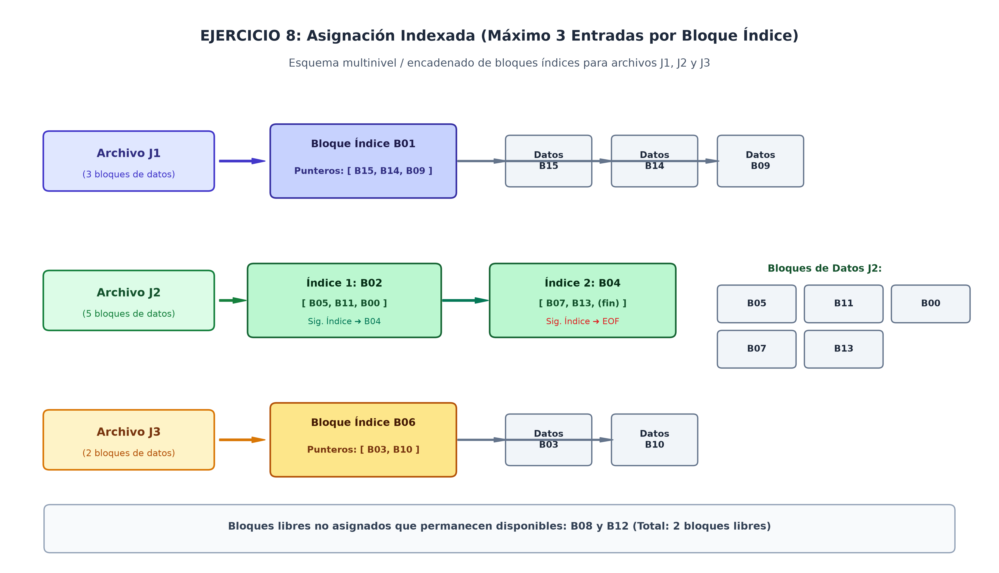 EJERCICIO 8: Asignación Indexada (Máximo 3 Entradas por Bloque Índice)
Esquema multinivel / encadenado de bloques índices para archivos J1, J2 y J3
Archivo J1
(3 bloques de datos)
Bloque Índice B01
Punteros: [ B15, B14, B09 ]
Datos
B15
Datos
B14
Datos
B09
Archivo J2
(5 bloques de datos)
Índice 1: B02
[ B05, B11, B00 ]
Sig. Índice ➜ B04
Índice 2: B04
[ B07, B13, (fin) ]
Sig. Índice ➜ EOF
Bloques de Datos J2:
B05
B11
B00
B07
B13
Archivo J3
(2 bloques de datos)
Bloque Índice B06
Punteros: [ B03, B10 ]
Datos
B03
Datos
B10
Bloques libres no asignados que permanecen disponibles: B08 y B12 (Total: 2 bloques libres)